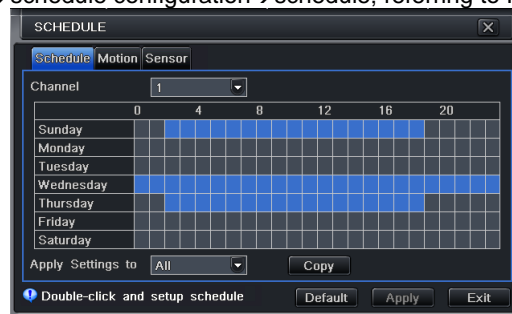 schedule configuration→schedule, referring to
SCHEDULE
Schedule Motion Sensor
Channel 1
0 4 8 12 16 20
Sunday
Monday
Tuesday
Wednesday
Thursday
Friday
Saturday
Apply Settings to All Copy
Double-click and setup schedule Default Apply Exit